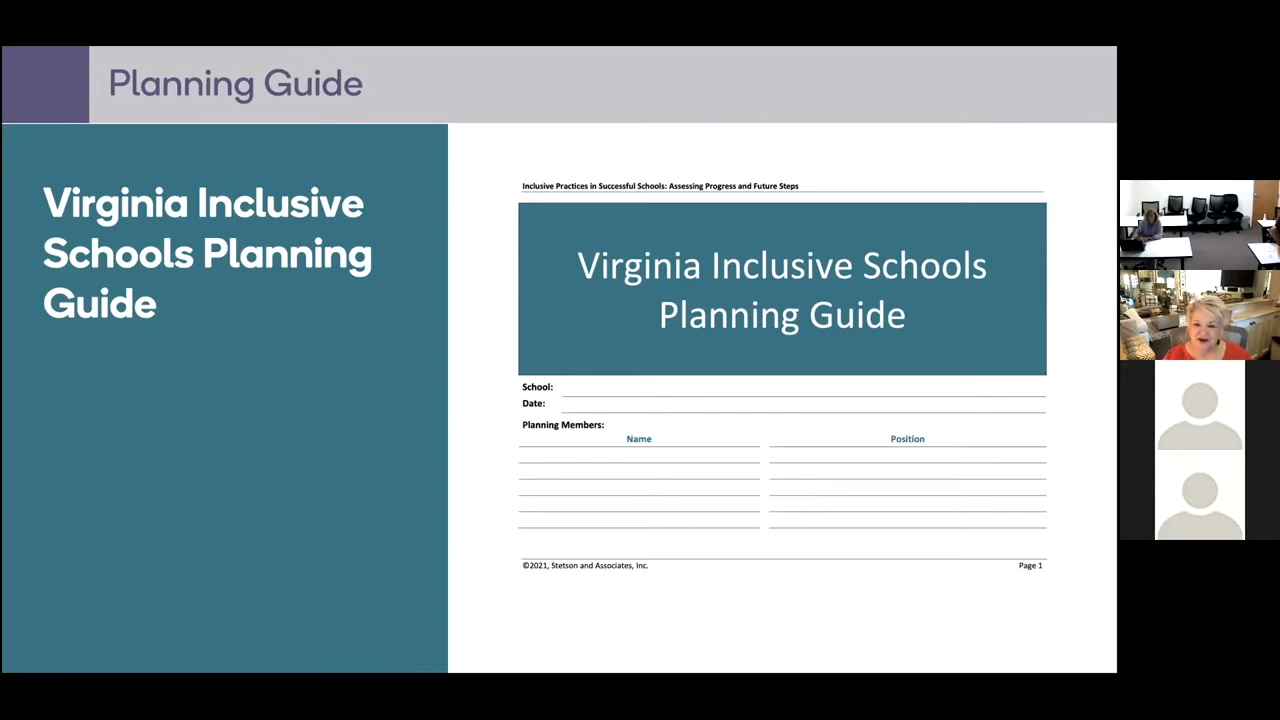 Planning Guide
Virginia Inclusive
Schools Planning
Guide
Inclusive Practices in Successful Schools: Assessing Progress and Future Steps
Virginia Inclusive Schools
Planning Guide
School:
Date:
Planning Members:
Name Position
©2021, Stetson and Associates, Inc. Page 1